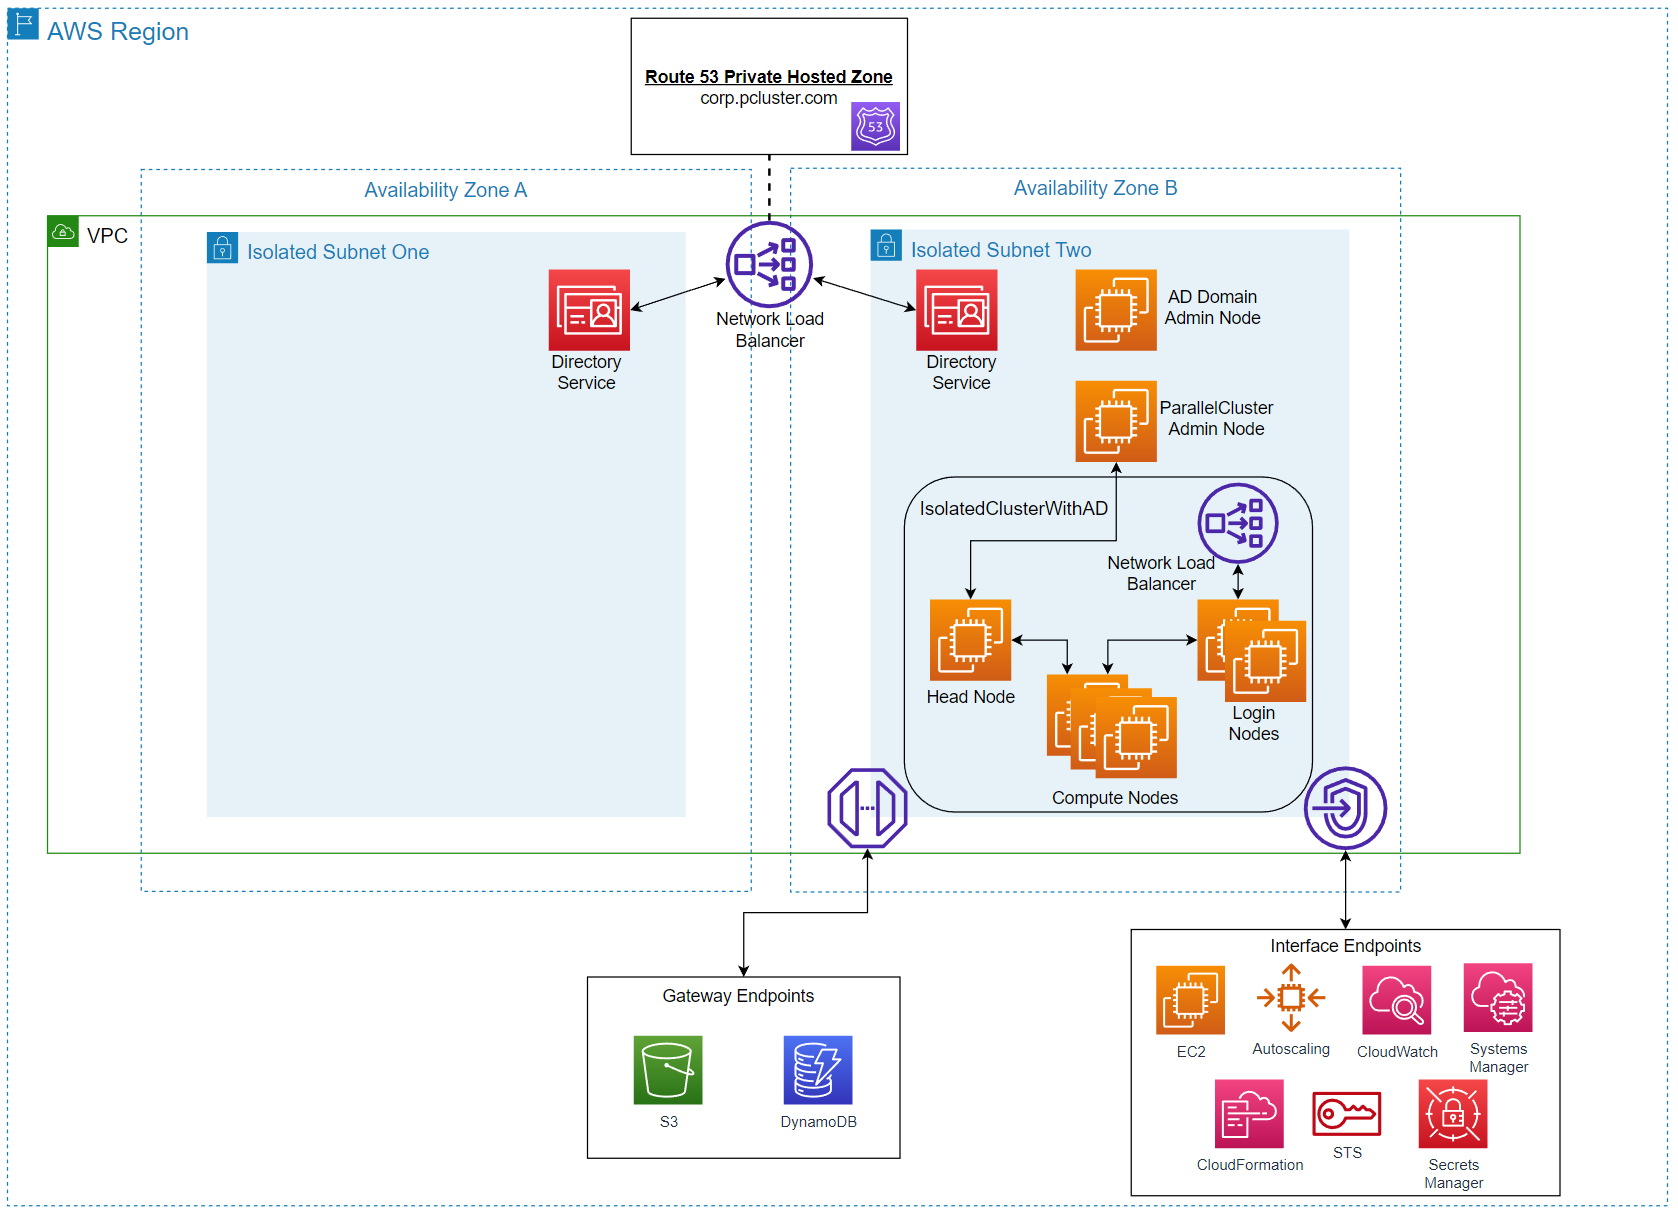 AWS Region
Route 53 Private Hosted Zone
corp.pcluster.com
53
Availability Zone A
Availability Zone B
VPC
Isolated Subnet One
Isolated Subnet Two
Directory
Service
Network Load
Balancer
Directory
Service
AD Domain
Admin Node
ParallelCluster
Admin Node
IsolatedClusterWithAD
Network Load
Balancer
Head Node
Login
Nodes
Compute Nodes
Gateway Endpoints
S3
DynamoDB
Interface Endpoints
EC2
Autoscaling
CloudWatch
Systems
Manager
CloudFormation
STS
Secrets
Manager